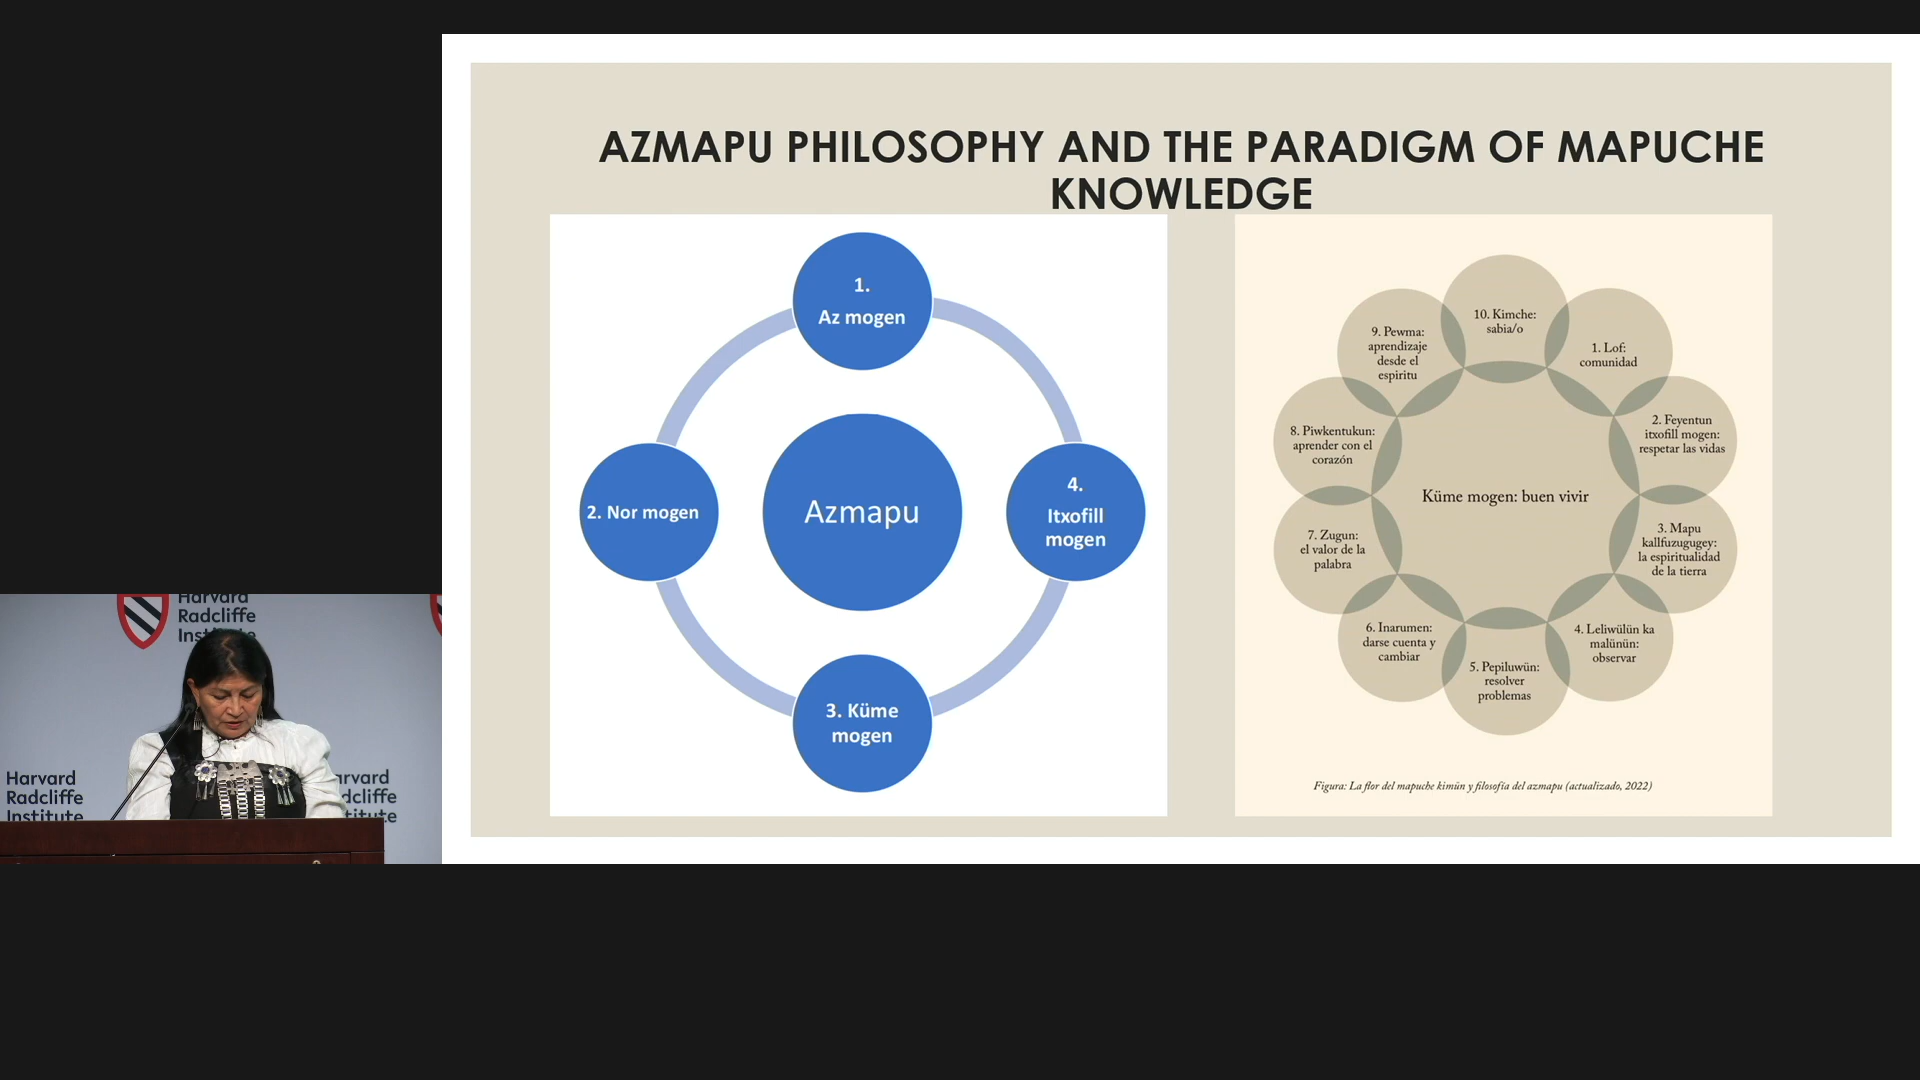 AZMAPU PHILOSOPHY AND THE PARADIGM OF MAPUCHE
KNOWLEDGE
1.
Az mogen
2. Nor mogen
Azmapu
4.
Itxofill
mogen
3. Küme
mogen
10. Kimche:
sabia/o
1. Lof:
comunidad
2. Feyentun
itxofill mogen:
respetar las vidas
3. Mapu
kallfuzugugey:
la espiritualidad
de la tierra
4. Leliwülün ka
malünün:
observar
5. Pepiluwün:
resolver
problemas
6. Inarumen:
darse cuenta y
cambiar
7. Zugun:
el valor de la
palabra
8. Piwkentukun:
aprender con el
corazón
9. Pewma:
aprendizaje
desde el
espiritu
Küme mogen: buen vivir
Figura: La flor del mapuche kimün y filosofía del azmapu (actualizado, 2022)
Harvard
Radcliffe
Harvard
Radcliffe
Institute